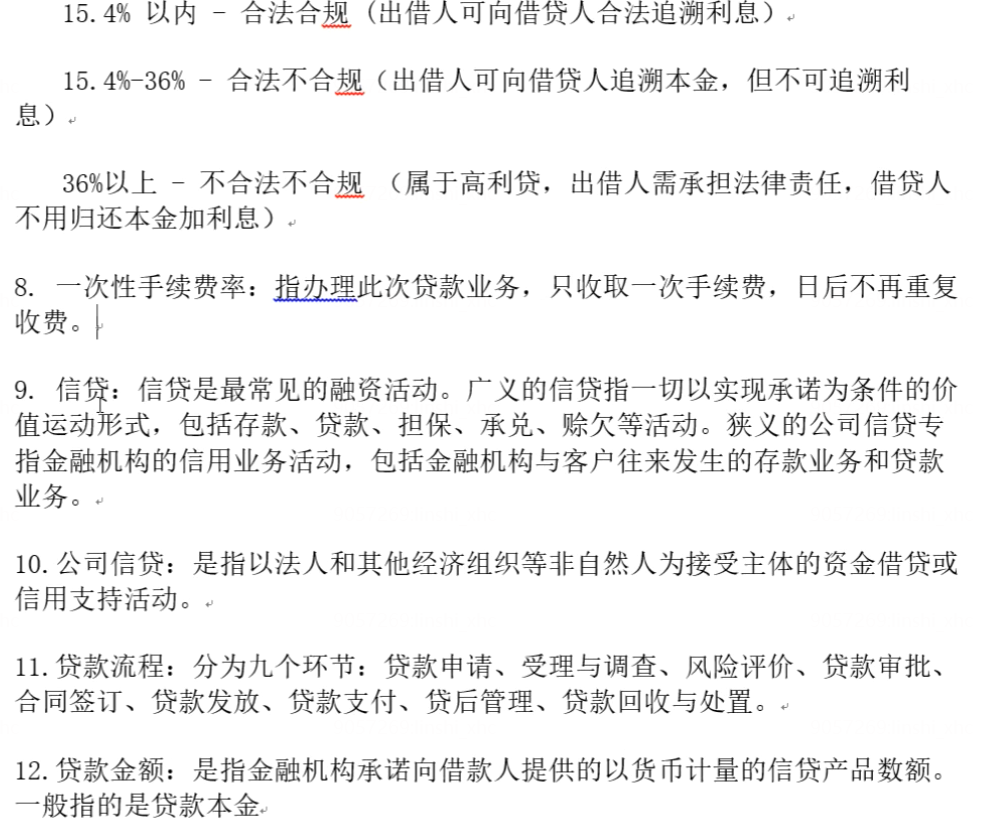 15.4% 以内 - 合法合规 (出借人可向借贷人合法追溯利息)
15.4%-36% - 合法不合规（出借人可向借贷人追溯本金，但不可追溯利
息）
36%以上 - 不合法不合规 （属于高利贷，出借人需承担法律责任，借贷人
不用归还本金加利息）
8. 一次性手续费率：指办理此次贷款业务，只收取一次手续费，日后不再重复
收费。
9. 信贷：信贷是最常见的融资活动。广义的信贷指一切以实现承诺为条件的价
值运动形式，包括存款、贷款、担保、承兑、赊欠等活动。狭义的公司信贷专
指金融机构的信用业务活动，包括金融机构与客户往来发生的存款业务和贷款
业务。
10.公司信贷：是指以法人和其他经济组织等非自然人为接受主体的资金借贷或
信用支持活动。
11.贷款流程：分为九个环节：贷款申请、受理与调查、风险评价、贷款审批、
合同签订、贷款发放、贷款支付、贷后管理、贷款回收与处置。
12.贷款金额：是指金融机构承诺向借款人提供的以货币计量的信贷产品数额。
一般指的是贷款本金